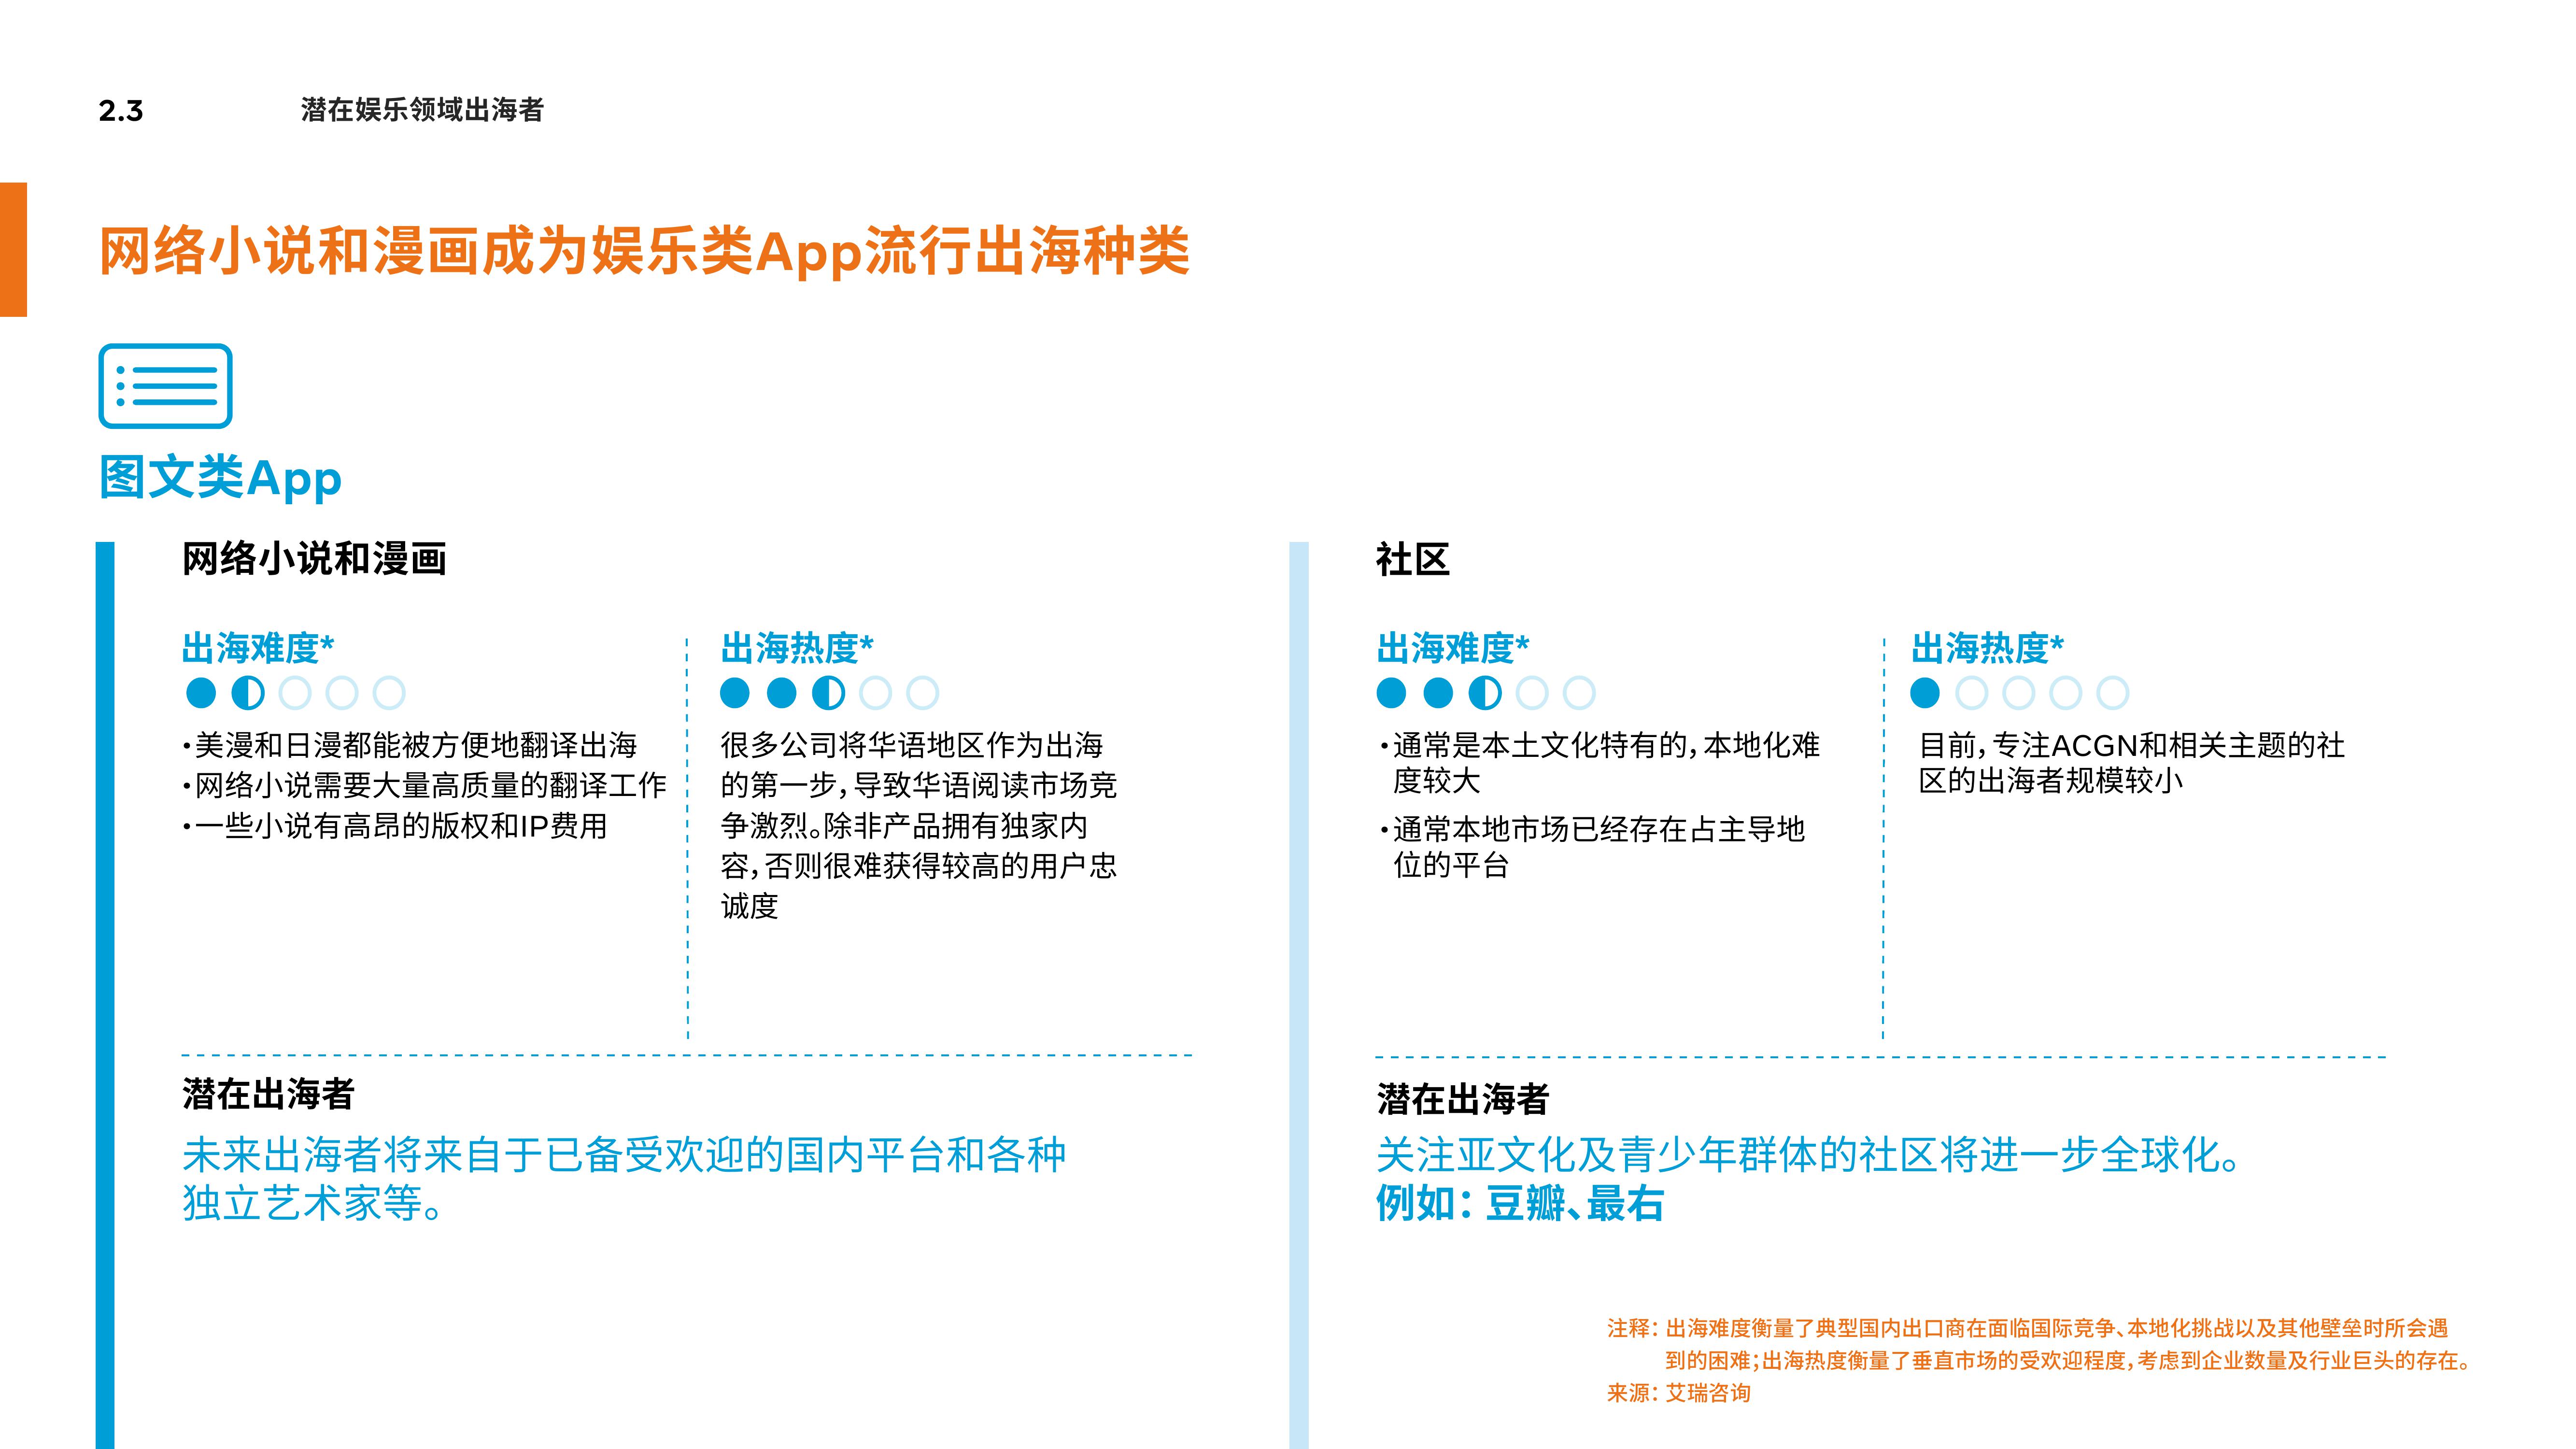 2.3 潜在娱乐领域出海者
网络小说和漫画成为娱乐类App流行出海种类
图文类App
网络小说和漫画
出海难度*
•美漫和日漫都能被方便地翻译出海
•网络小说需要大量高质量的翻译工作
•一些小说有高昂的版权和IP费用
出海热度*
很多公司将华语地区作为出海
的第一步，导致华语阅读市场竞
争激烈。除非产品拥有独家内
容，否则很难获得较高的用户忠
诚度
潜在出海者
未来出海者将来自于已备受欢迎的国内平台和各种
独立艺术家等。
社区
出海难度*
•通常是本土文化特有的，本地化难
度较大
•通常本地市场已经存在占主导地
位的平台
出海热度*
目前，专注ACGN和相关主题的社
区的出海者规模较小
潜在出海者
关注亚文化及青少年群体的社区将进一步全球化。
例如：豆瓣、最右
注释：出海难度衡量了典型国内出口商在面临国际竞争、本地化挑战以及其他壁垒时所会遇
到的困难；出海热度衡量了垂直市场的受欢迎程度，考虑到企业数量及行业巨头的存在。
来源：艾瑞咨询